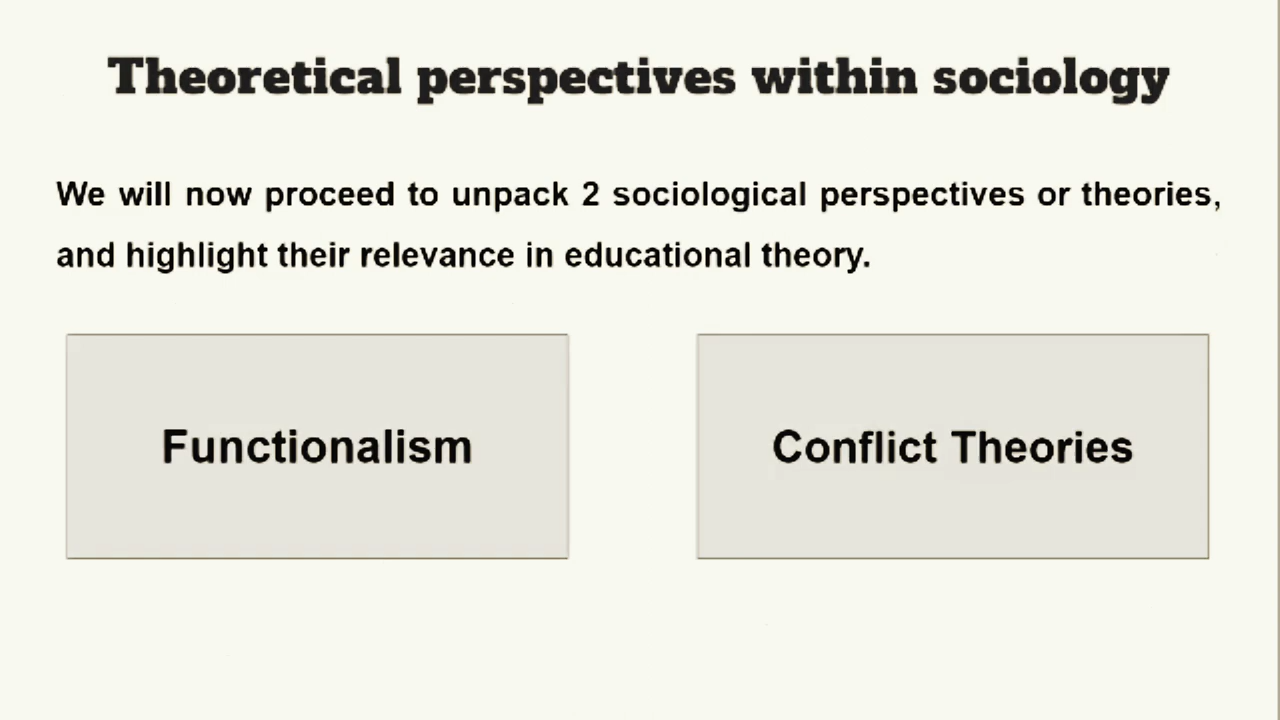 Theoretical perspectives within sociology
We will now proceed to unpack 2 sociological perspectives or theories,
and highlight their relevance in educational theory.
Functionalism
Conflict Theories